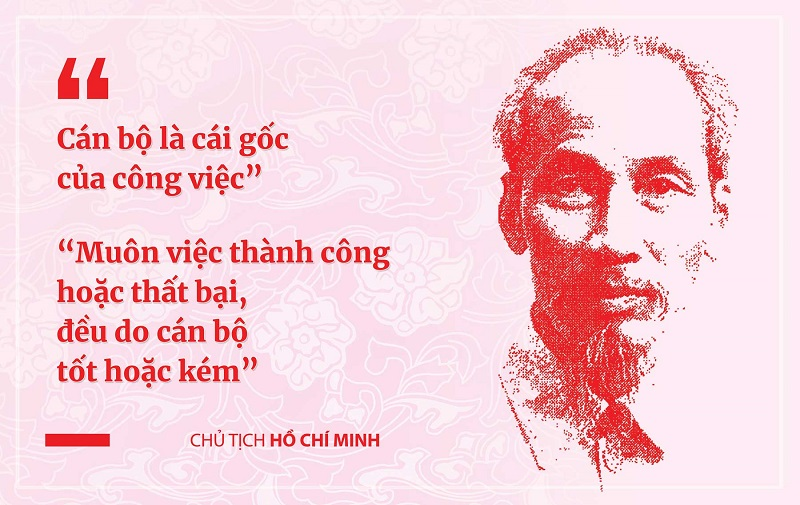 “
Cán bộ là cái gốc
của công việc”
“Muôn việc thành công
hoặc thất bại,
đều do cán bộ
tốt hoặc kém”
CHỦ TỊCH HỒ CHÍ MINH